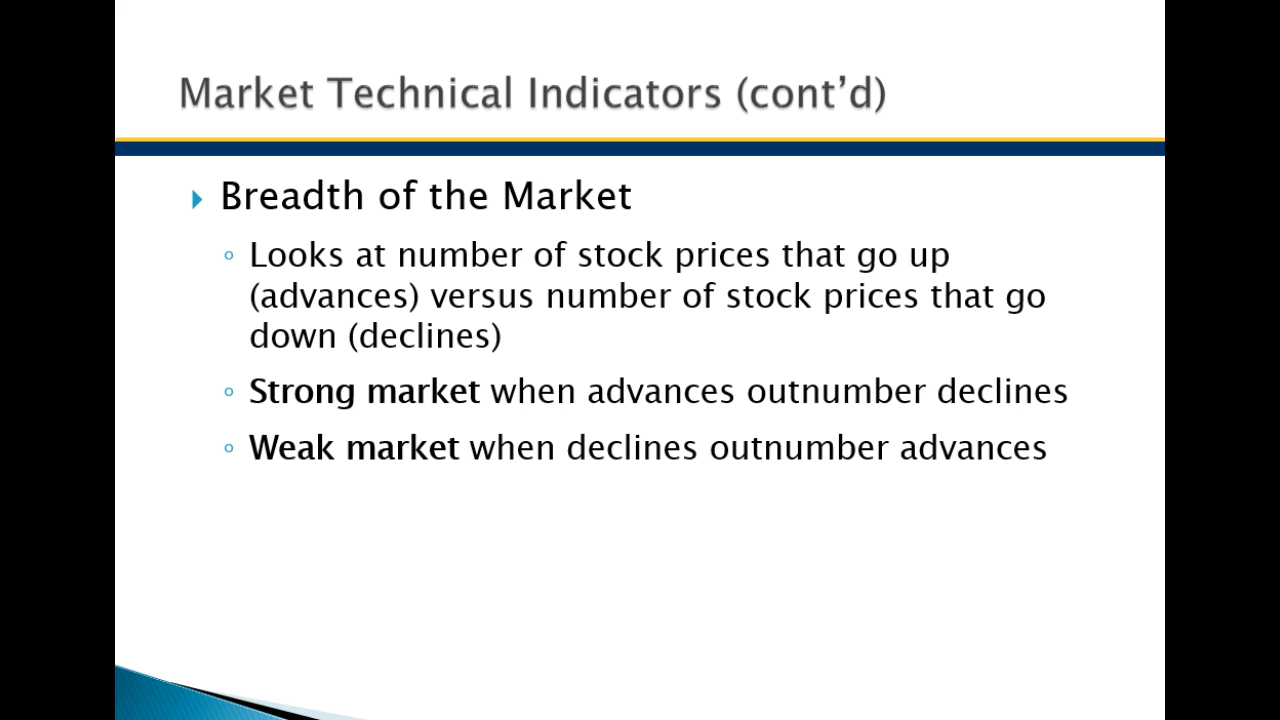 Market Technical Indicators (cont’d)
Breadth of the Market
Looks at number of stock prices that go up
(advances) versus number of stock prices that go
down (declines)
Strong market when advances outnumber declines
Weak market when declines outnumber advances